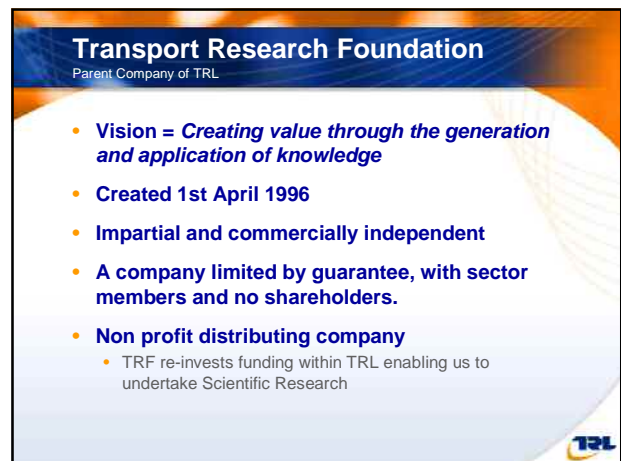 Transport Research Foundation
Parent Company of TRL
• Vision = Creating value through the generation
and application of knowledge
• Created 1st April 1996
• Impartial and commercially independent
• A company limited by guarantee, with sector
members and no shareholders.
• Non profit distributing company
• TRF re-invests funding within TRL enabling us to
undertake Scientific Research
TRL